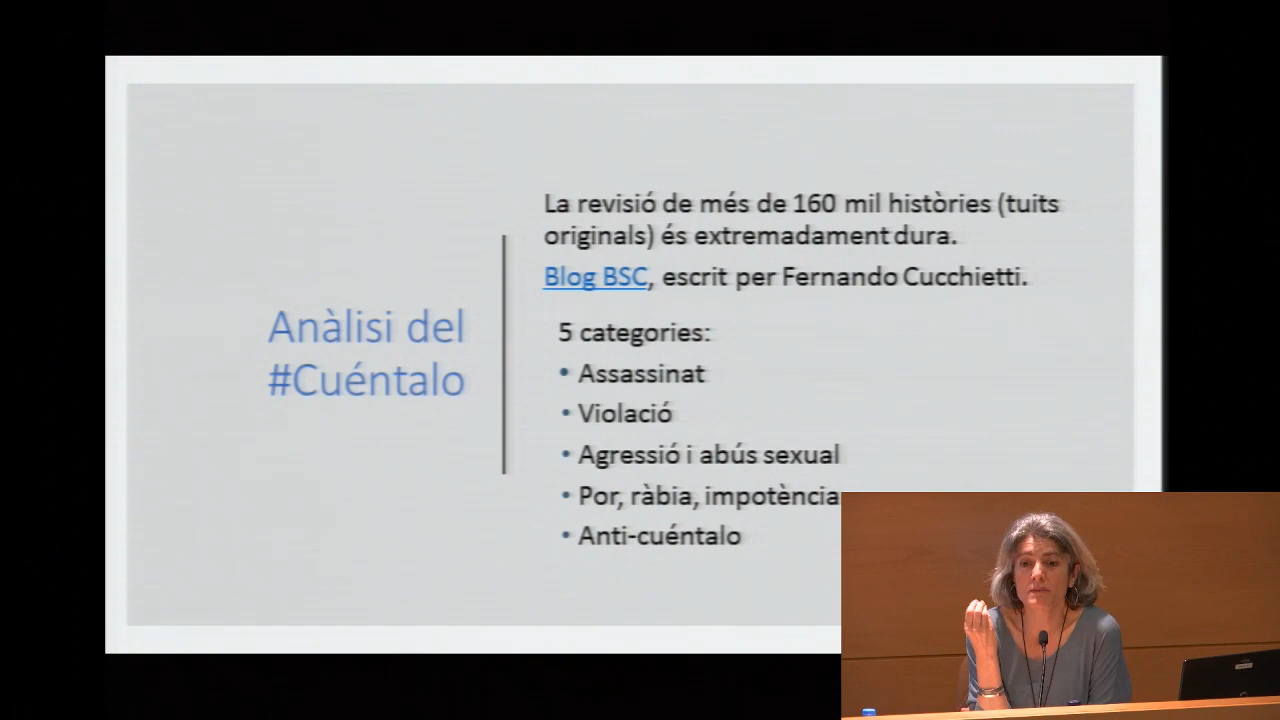 Anàlisi del
#Cuéntalo
La revisió de més de 160 mil històries (tuits
originals) és extremadament dura.
Blog BSC, escrit per Fernando Cucchietti.
5 categories:
• Assassinat
• Violació
• Agressió i abús sexual
• Por, ràbia, impotència
• Anti-cuéntalo